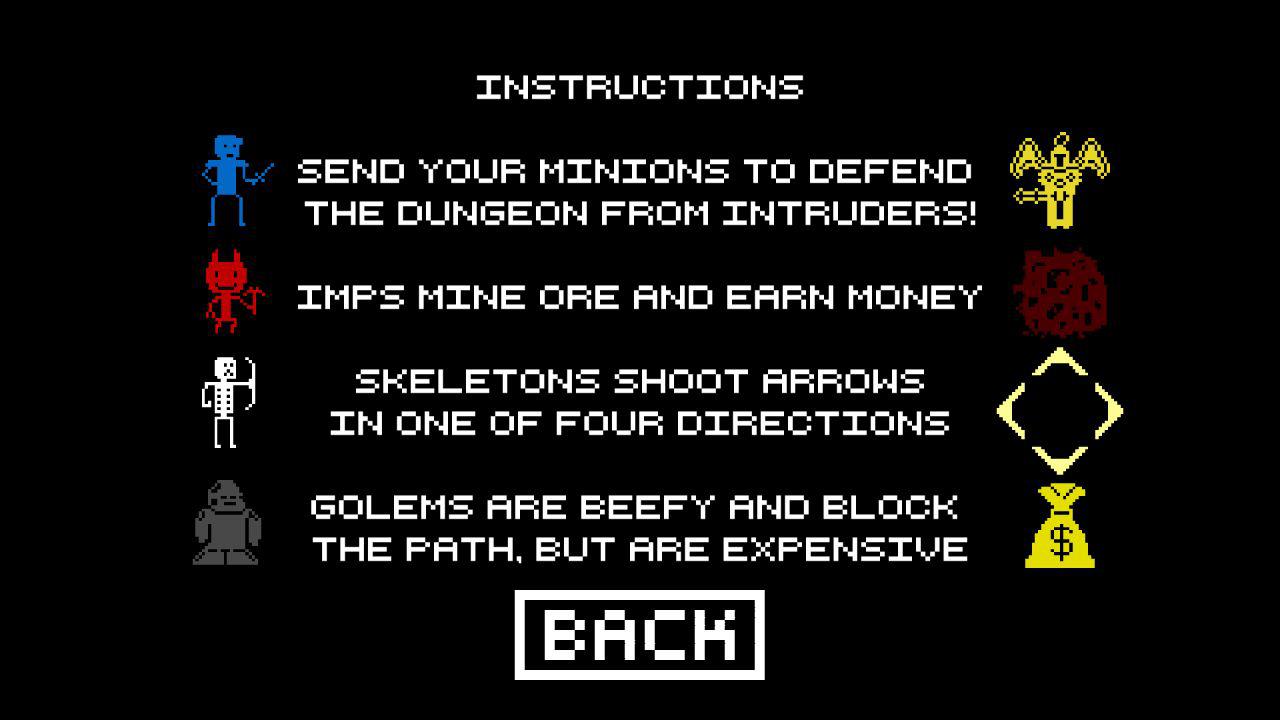 INSTRUCTIONS
SEND YOUR MINIONS TO DEFEND
THE DUNGEON FROM INTRUDERS!
IMPS MINE ORE AND EARN MONEY
SKELETONS SHOOT ARROWS
IN ONE OF FOUR DIRECTIONS
GOLEMS ARE BEEFY AND BLOCK
THE PATH, BUT ARE EXPENSIVE
$
BACK